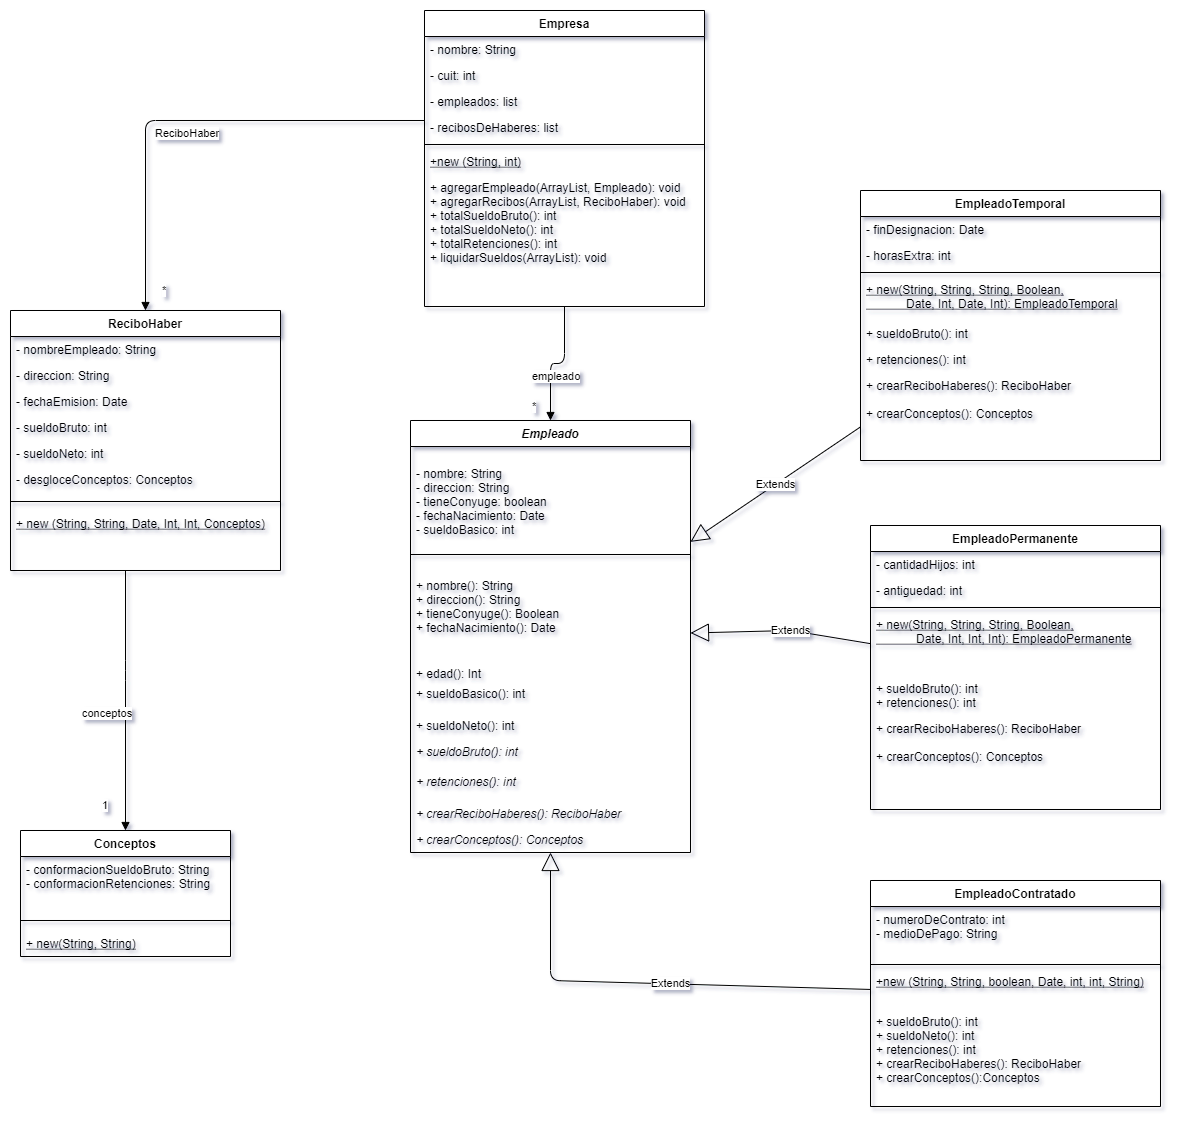 Empresa
- nombre: String
- cuit: int
- empleados: list
- recibosDeHaberes: list
+new (String, int)
+ agregarEmpleado(ArrayList, Empleado): void
+ agregarRecibos(ArrayList, ReciboHaber): void
+ totalSueldoBruto(): int
+ totalSueldoNeto(): int
+ totalRetenciones(): int
+ liquidarSueldos(ArrayList): void
ReciboHaber
*
ReciboHaber
- nombreEmpleado: String
- direccion: String
- fechaEmision: Date
- sueldoBruto: int
- sueldoNeto: int
- desgloceConceptos: Conceptos
+ new (String, String, Date, Int, Int, Conceptos)
conceptos
1
Conceptos
- conformacionSueldoBruto: String
- conformacionRetenciones: String
+ new(String, String)
empleado
*
Empleado
- nombre: String
- direccion: String
- tieneConyuge: boolean
- fechaNacimiento: Date
- sueldoBasico: int
+ nombre(): String
+ direccion(): String
+ tieneConyuge(): Boolean
+ fechaNacimiento(): Date
+ edad(): Int
+ sueldoBasico(): int
+ sueldoNeto(): int
+ sueldoBruto(): int
+ retenciones(): int
+ crearReciboHaberes(): ReciboHaber
+ crearConceptos(): Conceptos
Extends
Extends
Extends
EmpleadoTemporal
- finDesignacion: Date
- horasExtra: int
+ new(String, String, String, Boolean,
Date, Int, Date, Int): EmpleadoTemporal
+ sueldoBruto(): int
+ retenciones(): int
+ crearReciboHaberes(): ReciboHaber
+ crearConceptos(): Conceptos
EmpleadoPermanente
- cantidadHijos: int
- antiguedad: int
+ new(String, String, String, Boolean,
Date, Int, Int, Int): EmpleadoPermanente
+ sueldoBruto(): int
+ retenciones(): int
+ crearReciboHaberes(): ReciboHaber
+ crearConceptos(): Conceptos
EmpleadoContratado
- numeroDeContrato: int
- medioDePago: String
+new (String, String, boolean, Date, int, int, String)
+ sueldoBruto(): int
+ sueldoNeto(): int
+ retenciones(): int
+ crearReciboHaberes(): ReciboHaber
+ crearConceptos():Conceptos